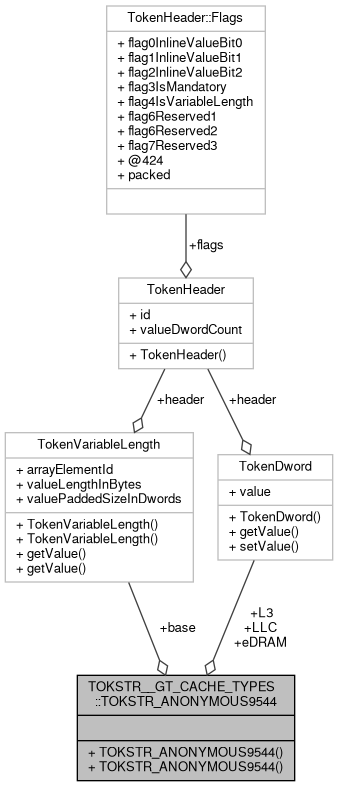 TokenHeader::Flags
+ flag0InlineValueBit0
+ flag1InlineValueBit1
+ flag2InlineValueBit2
+ flag3IsMandatory
+ flag4IsVariableLength
+ flag6Reserved1
+ flag6Reserved2
+ flag7Reserved3
+ @424
+ packed
+flags
TokenHeader
+ id
+ valueDwordCount
+ TokenHeader()
+header
+header
TokenVariableLength
+ arrayElementId
+ valueLengthInBytes
+ valuePaddedSizeInDwords
+ TokenVariableLength()
+ TokenVariableLength()
+ getValue()
+ getValue()
TokenDword
+ value
+ TokenDword()
+ getValue()
+ setValue()
+base
+L3
+LLC
+eDRAM
TOKSTR__GT_CACHE_TYPES
::TOKSTR_ANONYMOUS9544
+ TOKSTR_ANONYMOUS9544()
+ TOKSTR_ANONYMOUS9544()